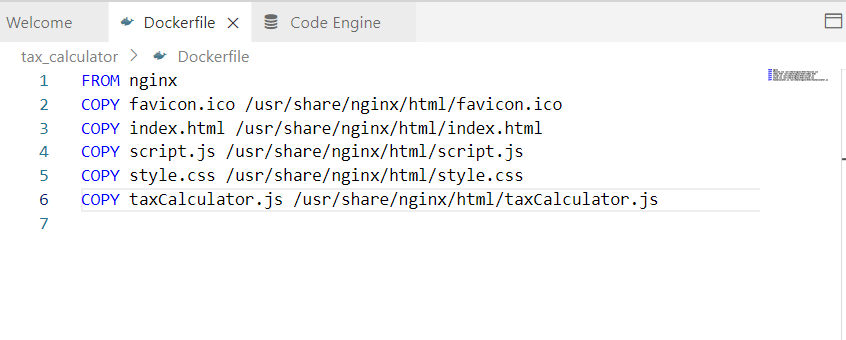 Welcome Dockerfile Code Engine
tax_calculator Dockerfile
1 FROM nginx
2 COPY favicon.ico /usr/share/nginx/html/favicon.ico
3 COPY index.html /usr/share/nginx/html/index.html
4 COPY script.js /usr/share/nginx/html/script.js
5 COPY style.css /usr/share/nginx/html/style.css
6 COPY taxCalculator.js /usr/share/nginx/html/taxCalculator.js
7